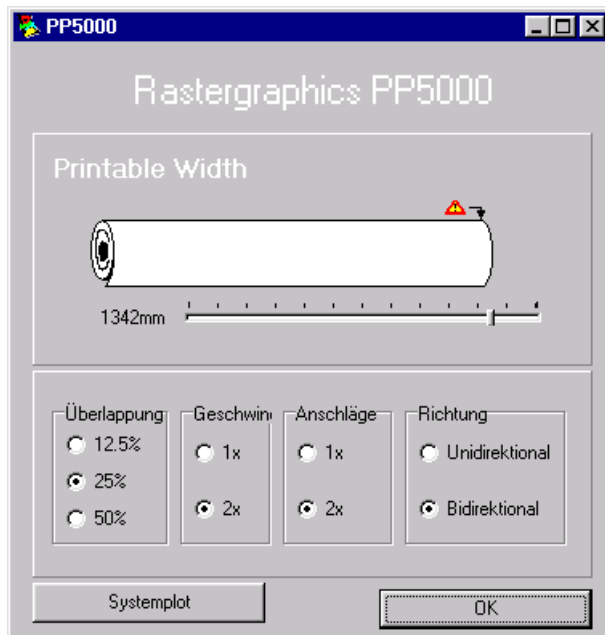 PP5000
Rastergraphics PP5000
Printable Width
1342mm
Überlappung Geschwin Anschläge Richtung
12.5% 1x 1x Unidirektional
25%
50% 2x 2x Bidirektional
Systemplot OK